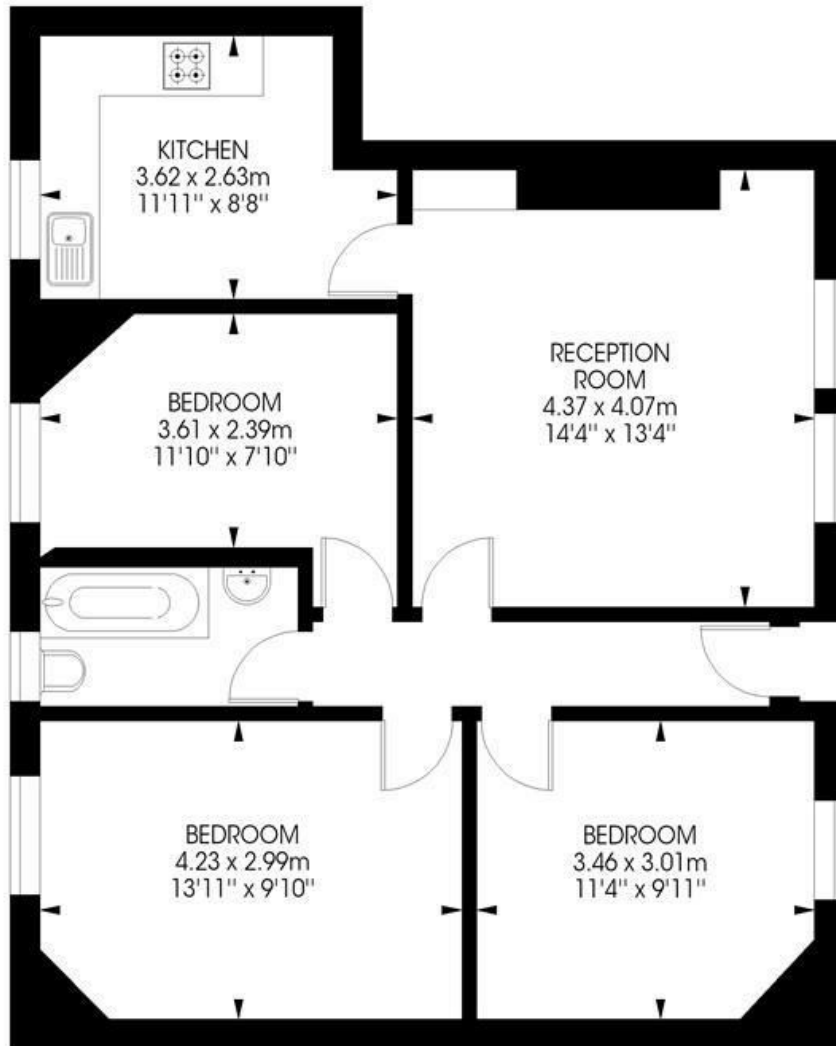 KITCHEN
3.62 x 2.63m
11'11" x 8'8"
RECEPTION
ROOM
4.37 x 4.07m
14'4" x 13'4"
BEDROOM
3.61 x 2.39m
11'10" x 7'10"
BEDROOM
4.23 x 2.99m
13'11" x 9'10"
BEDROOM
3.46 x 3.01m
11'4" x 9'11"